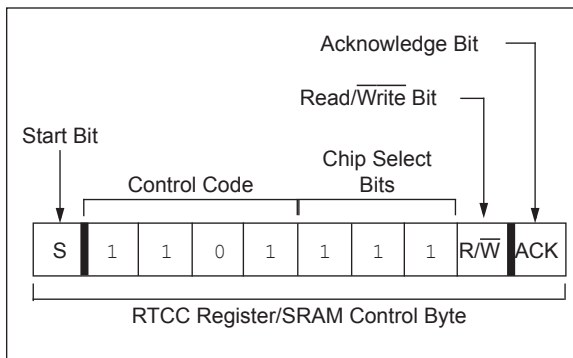 Acknowledge Bit
Read/Write Bit
Start Bit
Chip Select
Control Code Bits
S 1 1 0 1 1 1 1 R/W ACK
RTCC Register/SRAM Control Byte